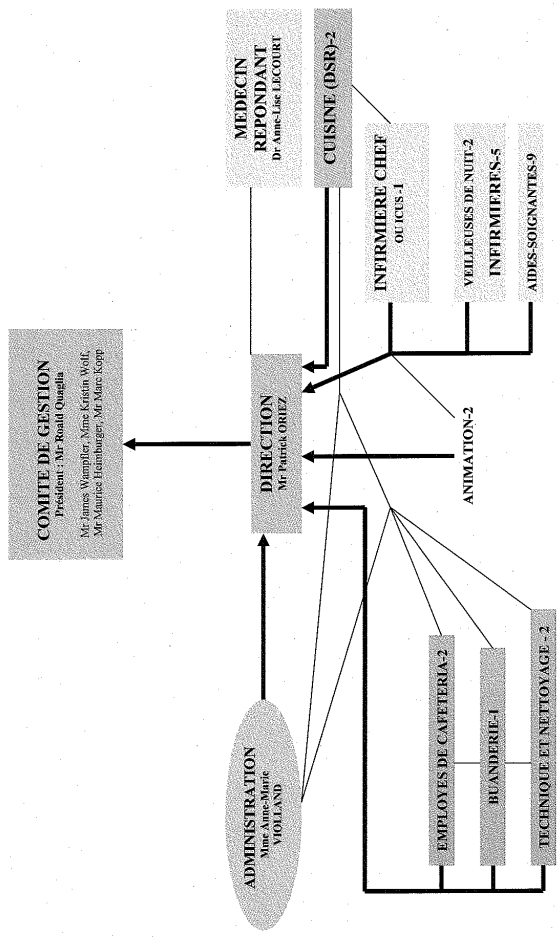 COMITE DE GESTION
Président : Mr Roald Quaglia
Mr James Wampfler, Mme Kristin Wolf,
Mr Maurice Hemburger, Mr Marc Kopp
ADMINISTRATION
Mme Anne-Marie
VIOLLAND
DIRECTION
Mr Patrick ORIEZ
MEDECIN
REPONDANT
Dr Anne-Lise LECOURT
CUISINE (DSR)-2
INFIRMIERE CHEF
OU ICUS -1
ANIMATION-2
VEILLEUSES DE NUIT-2
INFIRMIERES-5
AIDES-SOIGNANTES-9
EMPLOYES DE CAFETERIA-2
BUANDERIE-1
TECHNIQUE ET NETTOYAGE - 2